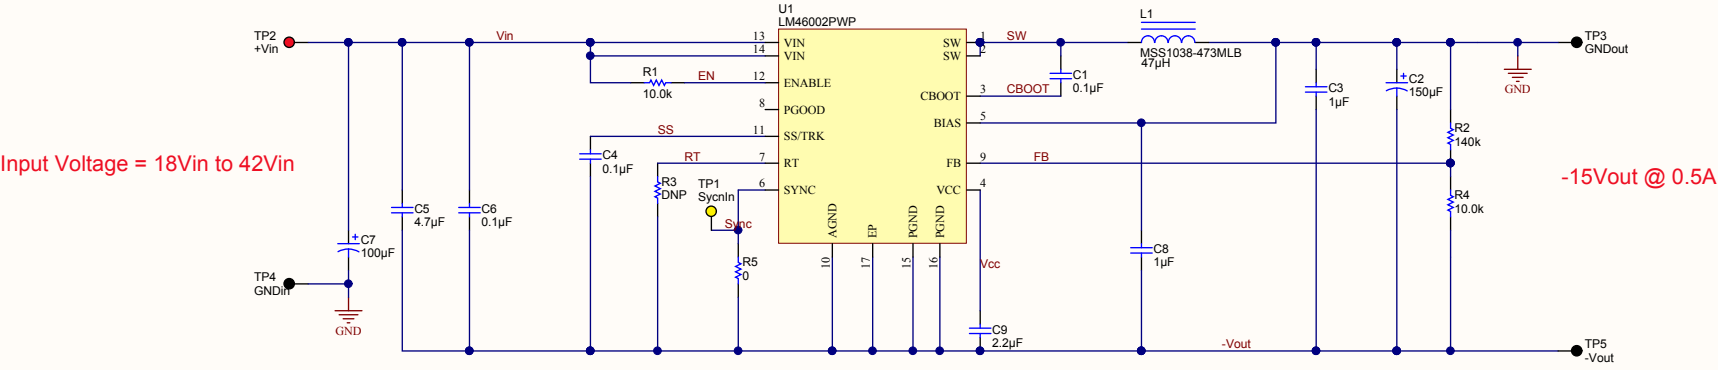 U1
LM46002PWP
TP2
+Vin
Vin
13
VIN
14
VIN
R1
10.0k
EN
12
ENABLE
8
PGOOD
SS
11
SS/TRK
RT
7
RT
6
SYNC
C4
0.1µF
R3
DNP
TP1
SycnIn
Sync
R5
0
C5
4.7µF
C6
0.1µF
C7
100µF
TP4
GNDin
GND
Input Voltage = 18Vin to 42Vin
AGND
EP
PGND
PGND
10
17
15
16
SW
1
SW
2
SW
CBOOT
3
CBOOT
BIAS
5
FB
9
FB
VCC
4
Vcc
C1
0.1µF
L1
MSS1038-473MLB
47µH
C8
1µF
C9
2.2µF
C3
1µF
C2
150µF
R2
140k
R4
10.0k
GND
TP3
GNDout
-15Vout @ 0.5A
-Vout
TP5
-Vout